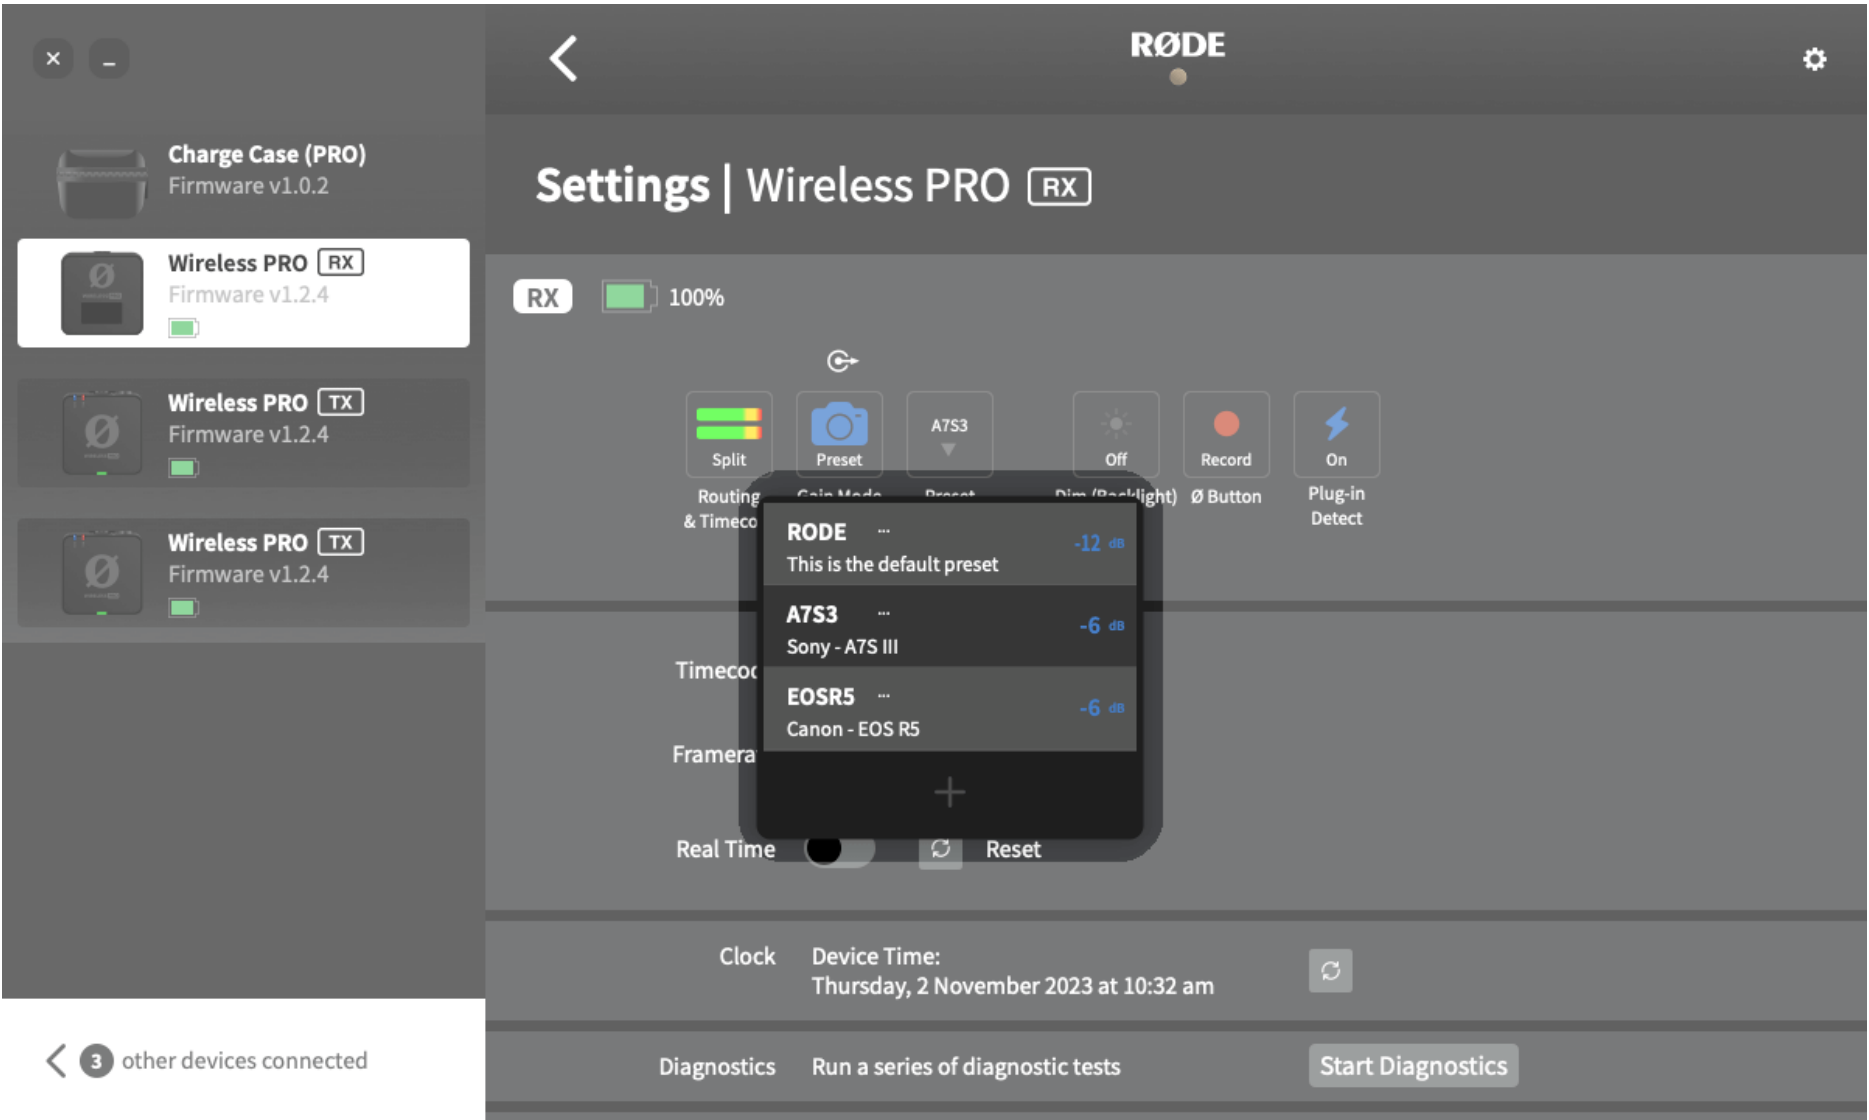 RØDE
Charge Case (PRO)
Firmware v1.0.2
Wireless PRO RX
Firmware v1.2.4
Wireless PRO TX
Firmware v1.2.4
Wireless PRO TX
Firmware v1.2.4
3 other devices connected
Settings | Wireless PRO RX
RX 100%
Split
Preset
A7S3
Off
Record
On
Routing
& Timeco
Gain Mode
Preset
Dim (Backlight)
Ø Button
Plug-in
Detect
RODE ... -12 dB
This is the default preset
A7S3 ... -6 dB
Sony - A7S III
EOSR5 ... -6 dB
Canon - EOS R5
+
Timecod
Framera
Real Time
Reset
Clock
Device Time:
Thursday, 2 November 2023 at 10:32 am
Diagnostics
Run a series of diagnostic tests
Start Diagnostics